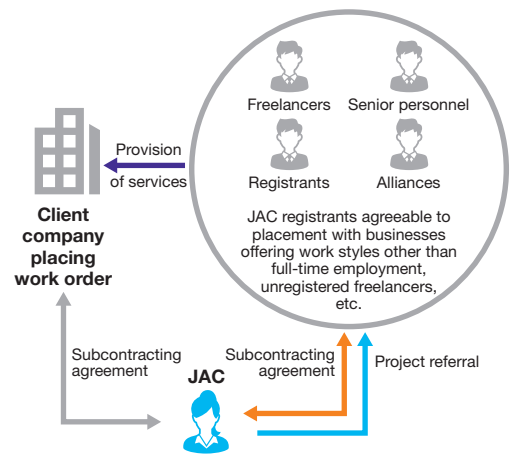 Freelancers
Senior personnel
Registrants
Alliances
JAC registrants agreeable to
placement with businesses
offering work styles other than
full-time employment,
unregistered freelancers,
etc.
Provision
of services
Client
company
placing
work order
Subcontracting
agreement
JAC
Subcontracting
agreement
Project referral